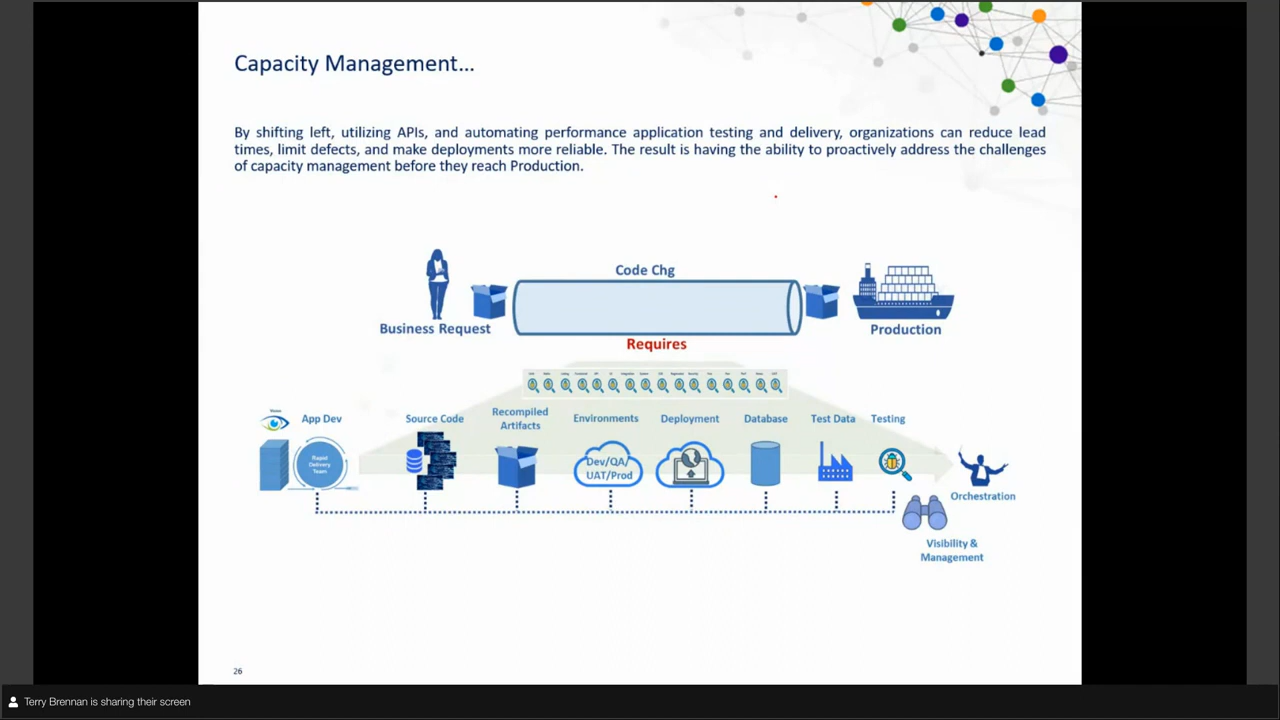 Capacity Management...
By shifting left, utilizing APIs, and automating performance application testing and delivery, organizations can reduce lead
times, limit defects, and make deployments more reliable. The result is having the ability to proactively address the challenges
of capacity management before they reach Production.
Code Chg
Business Request
Production
Requires
Vision
App Dev
Source Code
Recompiled
Artifacts
Environments
Deployment
Database
Test Data
Testing
Rapid
Delivery
Team
Dev/QA/
UAT/Prod
Orchestration
Visibility &
Management
26
Terry Brennan is sharing their screen